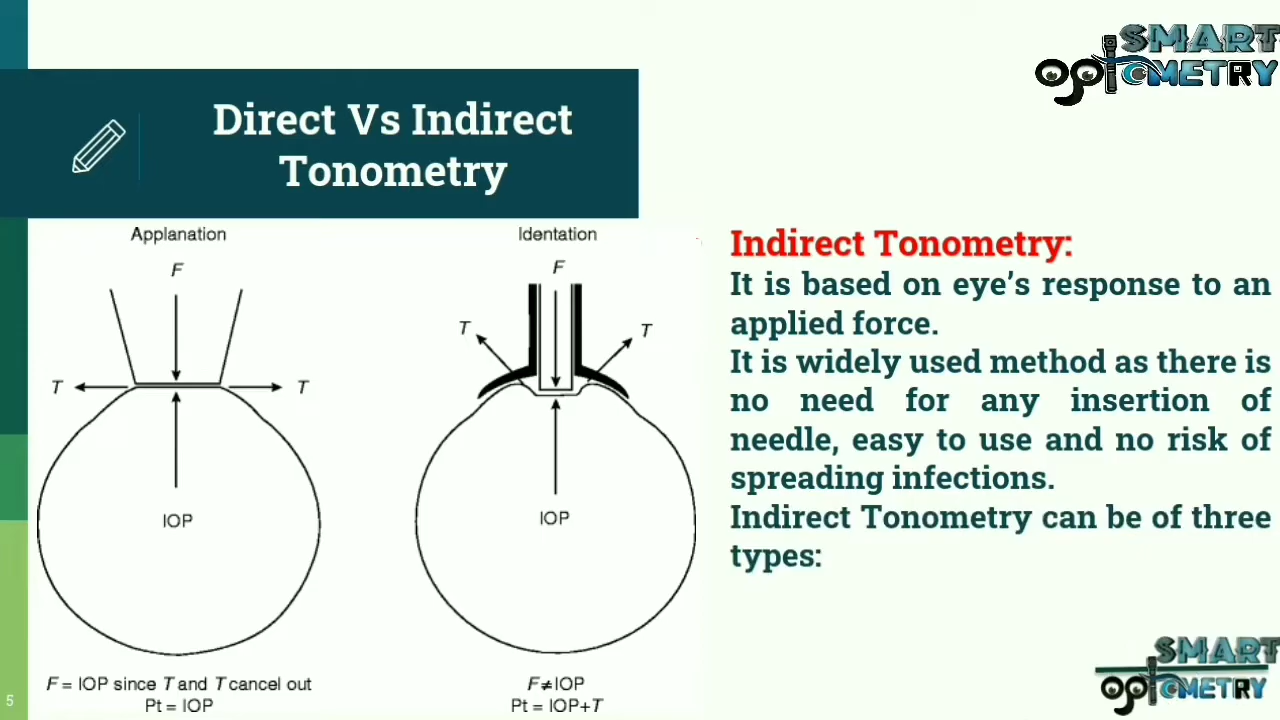 SMART
OPTOMETRY
Direct Vs Indirect
Tonometry
Applanation
F
T
T
IOP
F = IOP since T and T cancel out
Pt = IOP
Identation
F
T
T
IOP
F≠IOP
Pt = IOP+T
Indirect Tonometry:
It is based on eye’s response to an
applied force.
It is widely used method as there is
no need for any insertion of
needle, easy to use and no risk of
spreading infections.
Indirect Tonometry can be of three
types:
5
SMART
OPTOMETRY